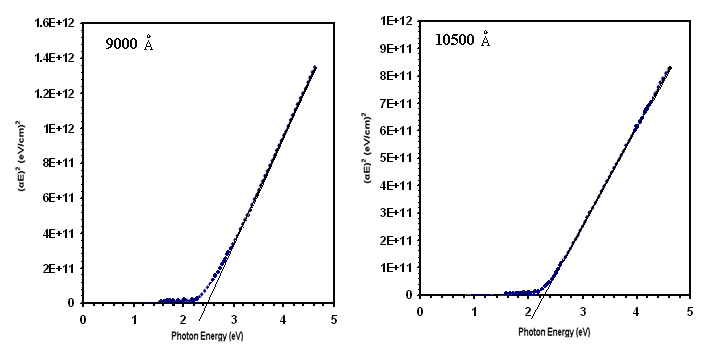 9000 Å
1.6E+12
1.4E+12
1.2E+12
1E+12
8E+11
6E+11
4E+11
2E+11
0
(αE)² (eV/cm)²
0 1 2 3 4 5
Photon Energy (eV)
10500 Å
1E+12
9E+11
8E+11
7E+11
6E+11
5E+11
4E+11
3E+11
2E+11
1E+11
0
(αE)² (eV/cm)²
0 1 2 3 4 5
Photon Energy (eV)